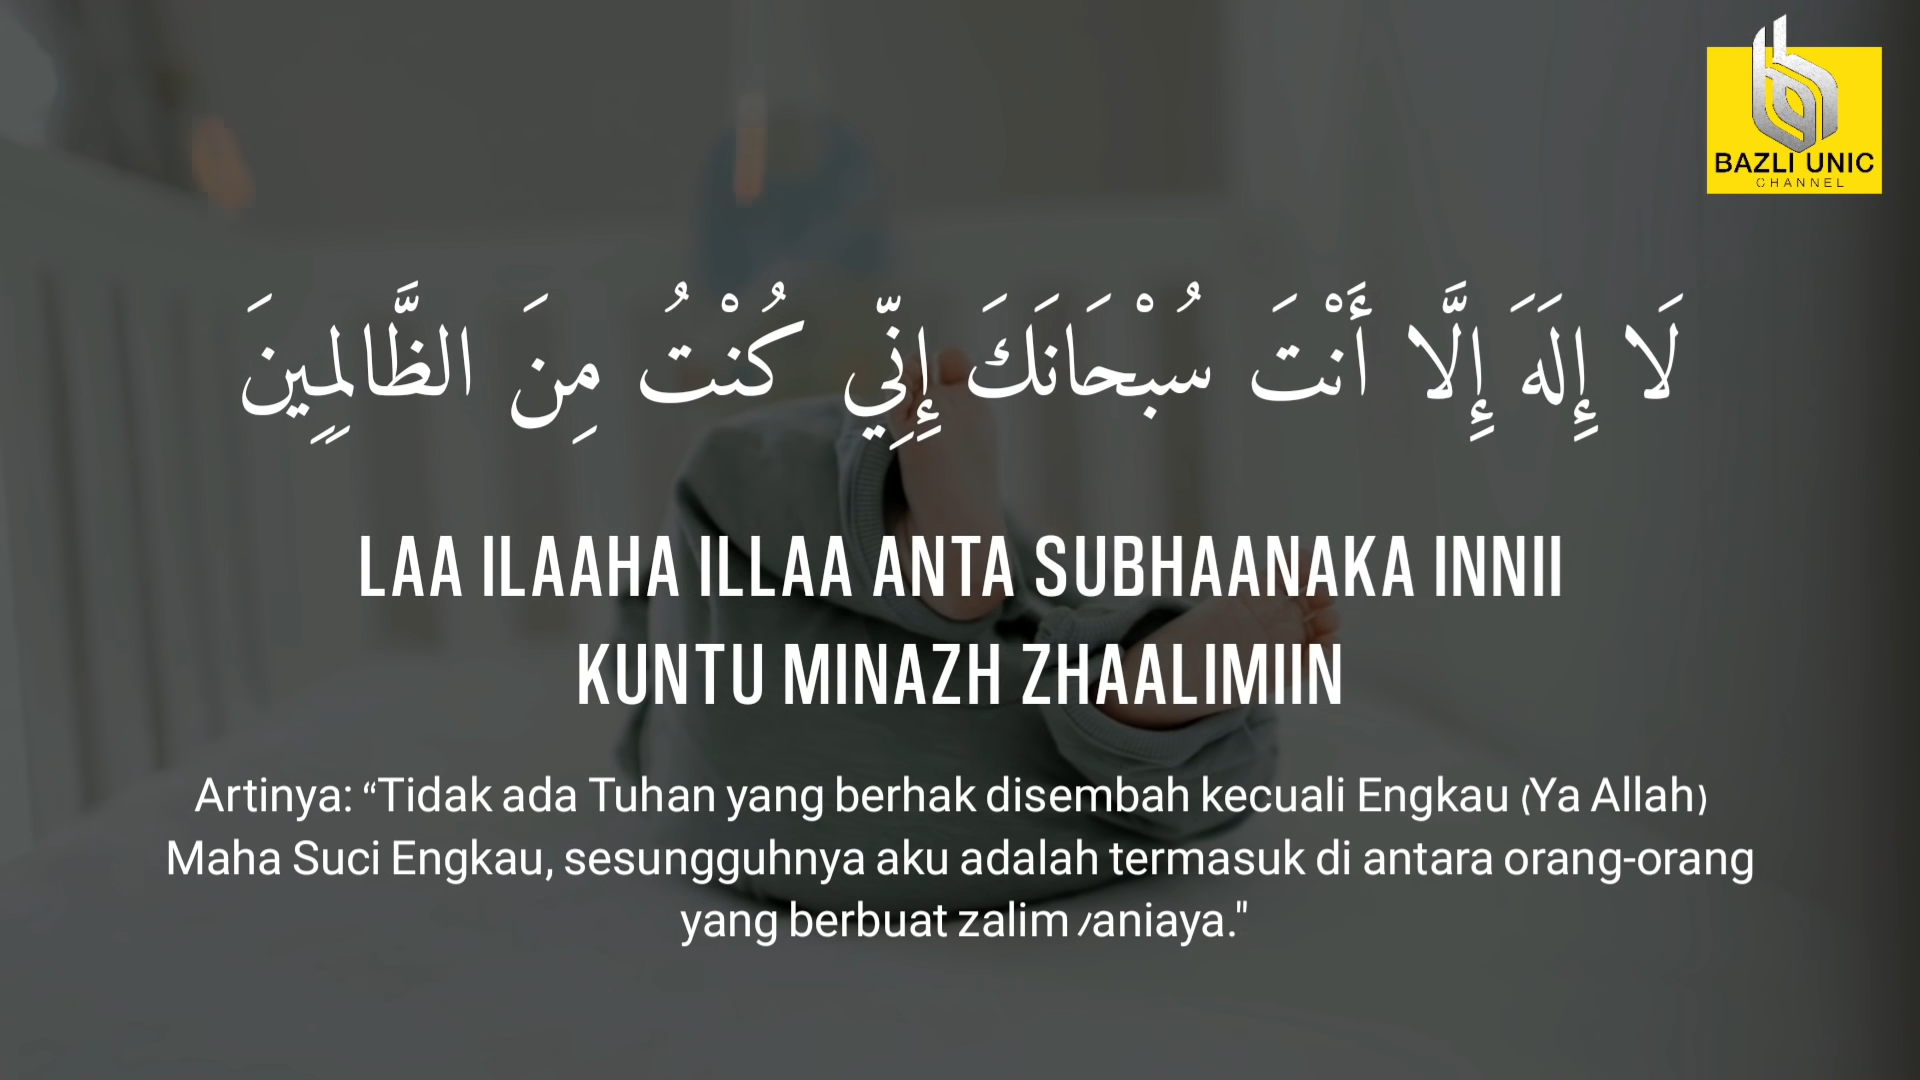 BAZLI UNIC
CHANNEL
لَا إِلَهَ إِلَّا أَنْتَ سُبْحَانَكَ إِنِّي كُنْتُ مِنَ الظَّالِمِينَ
LAA ILAAHA ILLAA ANTA SUBHAANAKA INNII
KUNTU MINAZH ZHAALIMIIN
Artinya: “Tidak ada Tuhan yang berhak disembah kecuali Engkau (Ya Allah)
Maha Suci Engkau, sesungguhnya aku adalah termasuk di antara orang-orang
yang berbuat zalim /aniaya."